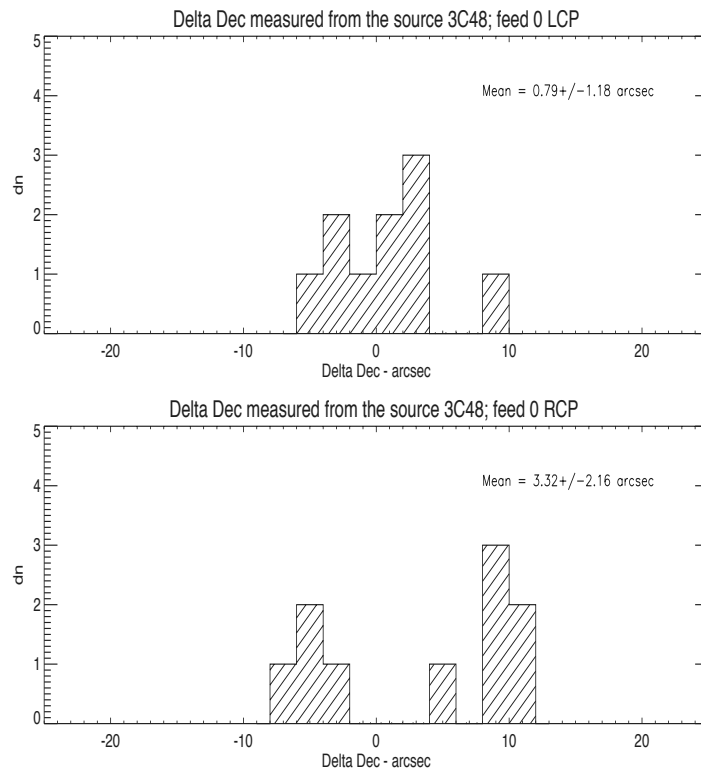 Delta Dec measured from the source 3C48; feed 0 LCP
5
Mean = 0.79+/-1.18 arcsec
4
3
dn
2
1
0
-20 -10 0 10 20
Delta Dec - arcsec
Delta Dec measured from the source 3C48; feed 0 RCP
5
Mean = 3.32+/-2.16 arcsec
4
3
dn
2
1
0
-20 -10 0 10 20
Delta Dec - arcsec